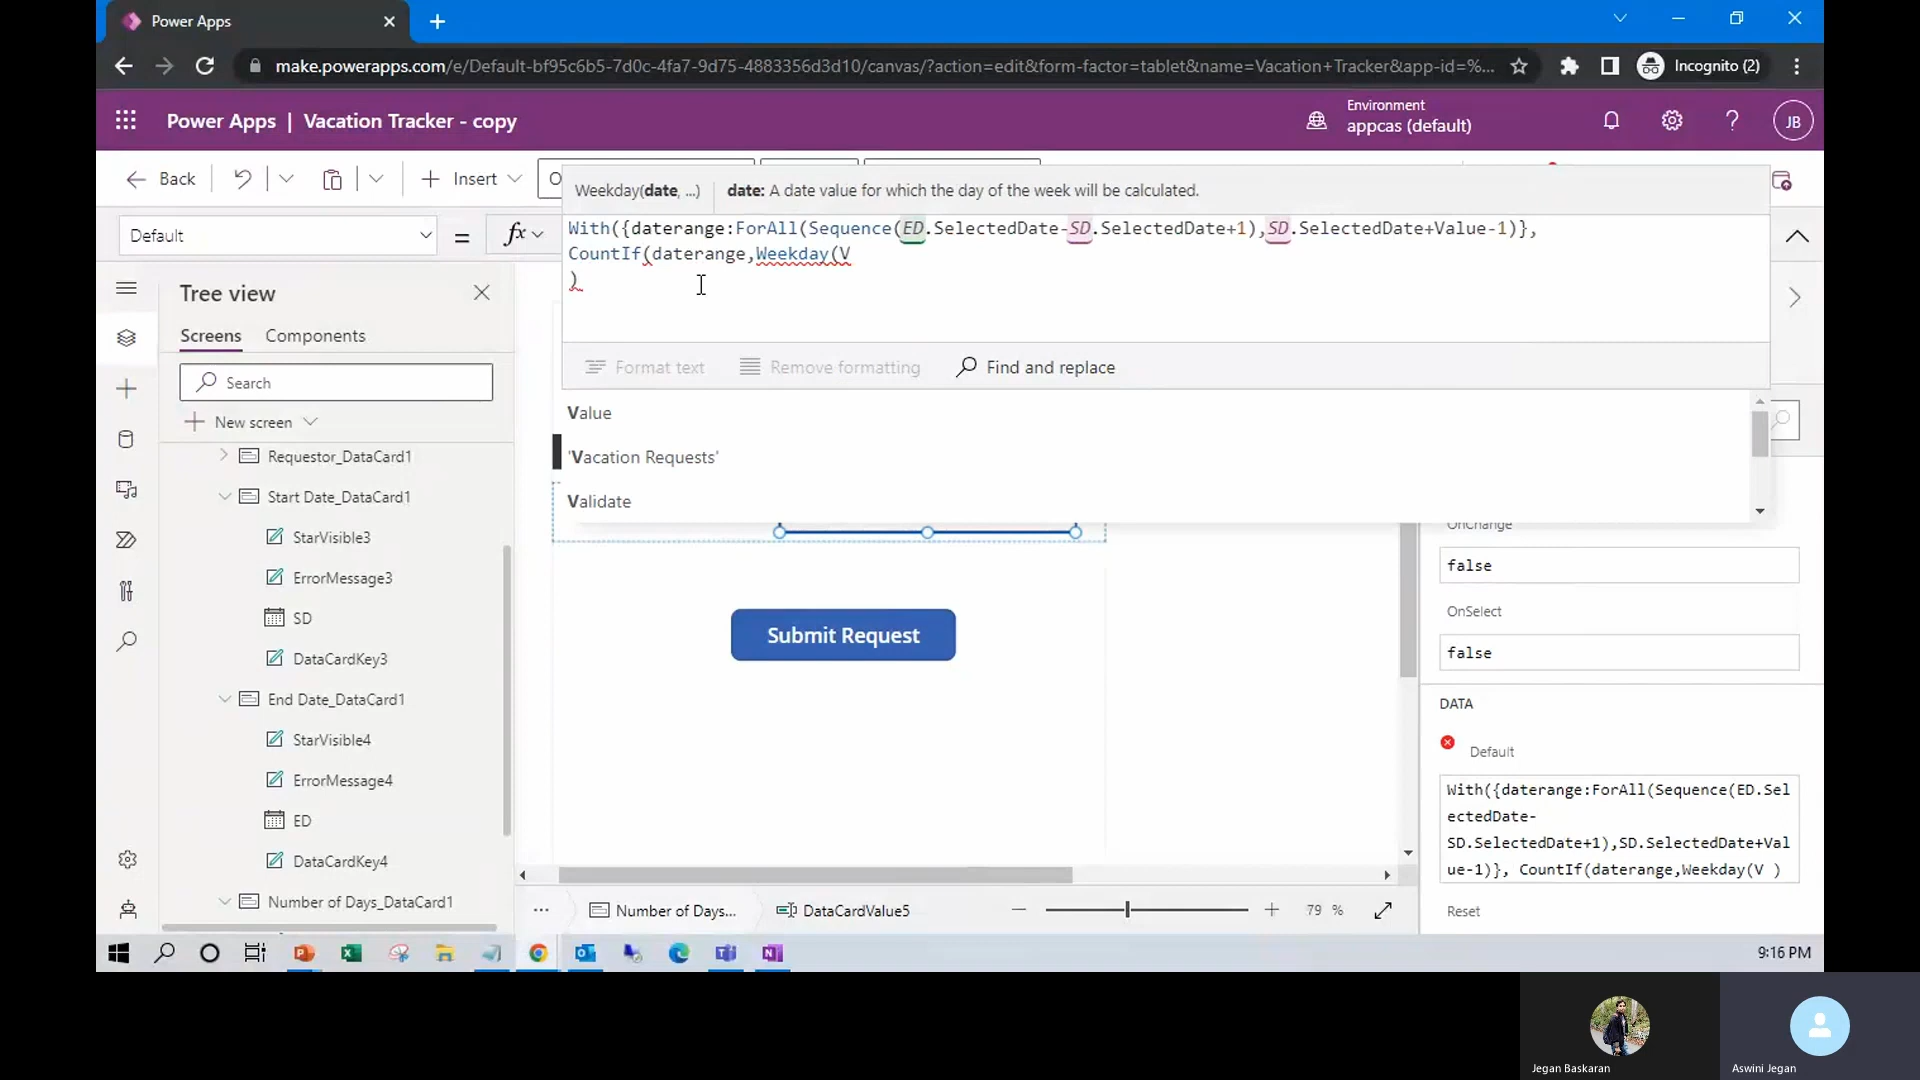 Power Apps
make.powerapps.com/e/Default-bf95c6b5-7d0c-4fa7-9d75-4883356d3d10/canvas/?action=edit&form-factor=tablet&name=Vacation+Tracker&app-id=%...
Incognito (2)
Power Apps | Vacation Tracker - copy
Environment
appcas (default)
JB
Back
Insert
Weekday(date, ...)
date: A date value for which the day of the week will be calculated.
Default
=
fx
With({daterange:ForAll(Sequence(ED.SelectedDate-SD.SelectedDate+1),SD.SelectedDate+Value-1)},
CountIf(daterange,Weekday(V
)
Format text
Remove formatting
Find and replace
Value
'Vacation Requests'
Validate
Tree view
Screens
Components
Search
New screen
Requestor_DataCard1
Start Date_DataCard1
StarVisible3
ErrorMessage3
SD
DataCardKey3
End Date_DataCard1
StarVisible4
ErrorMessage4
ED
DataCardKey4
Number of Days_DataCard1
Submit Request
OnChange
false
OnSelect
false
DATA
Default
With({daterange:ForAll(Sequence(ED.Sel
ectedDate-
SD.SelectedDate+1),SD.SelectedDate+Val
ue-1)}, CountIf(daterange,Weekday(V )
Reset
...
Number of Days...
DataCardValue5
79 %
9:16 PM
Jegan Baskaran
Aswini Jegan